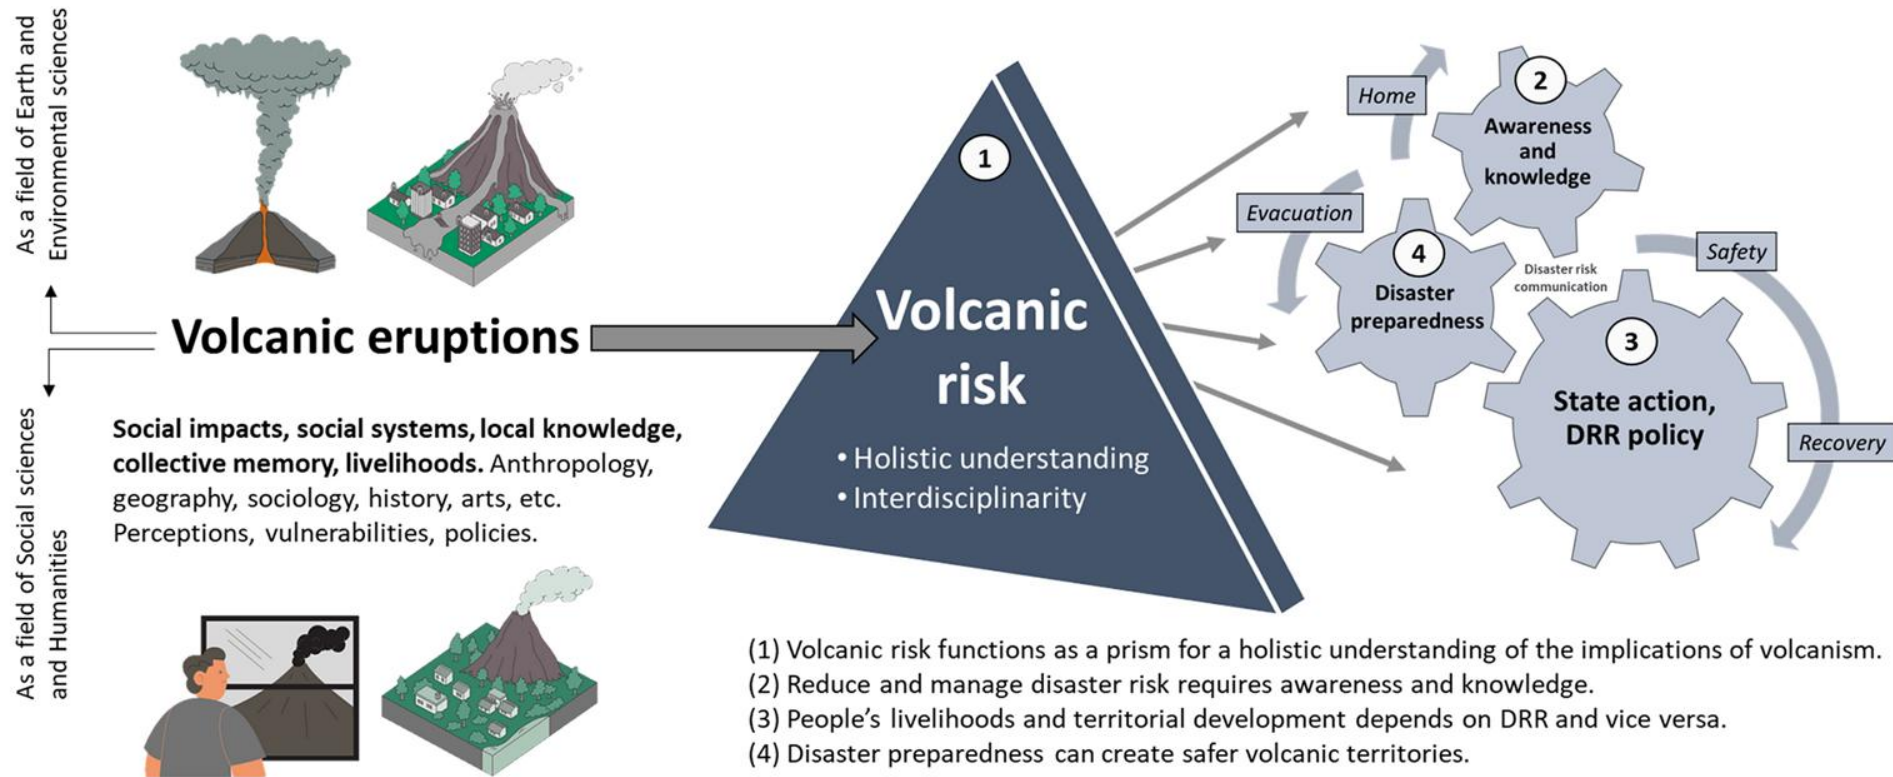 As a field of Earth and
Environmental sciences
Volcanic eruptions
As a field of Social sciences
and Humanities
Social impacts, social systems, local knowledge,
collective memory, livelihoods. Anthropology,
geography, sociology, history, arts, etc.
Perceptions, vulnerabilities, policies.
1
Volcanic
risk
• Holistic understanding
• Interdisciplinarity
Home
2
Awareness
and
knowledge
Evacuation
4
Disaster
preparedness
Disaster risk
communication
Safety
3
State action,
DRR policy
Recovery
(1) Volcanic risk functions as a prism for a holistic understanding of the implications of volcanism.
(2) Reduce and manage disaster risk requires awareness and knowledge.
(3) People’s livelihoods and territorial development depends on DRR and vice versa.
(4) Disaster preparedness can create safer volcanic territories.